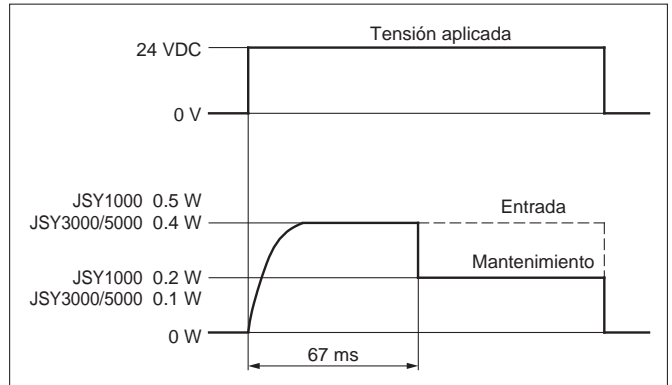 Tensión aplicada
24 VDC
0 V
JSY1000 0.5 W
JSY3000/5000 0.4 W
Entrada
Mantenimiento
JSY1000 0.2 W
JSY3000/5000 0.1 W
0 W
67 ms